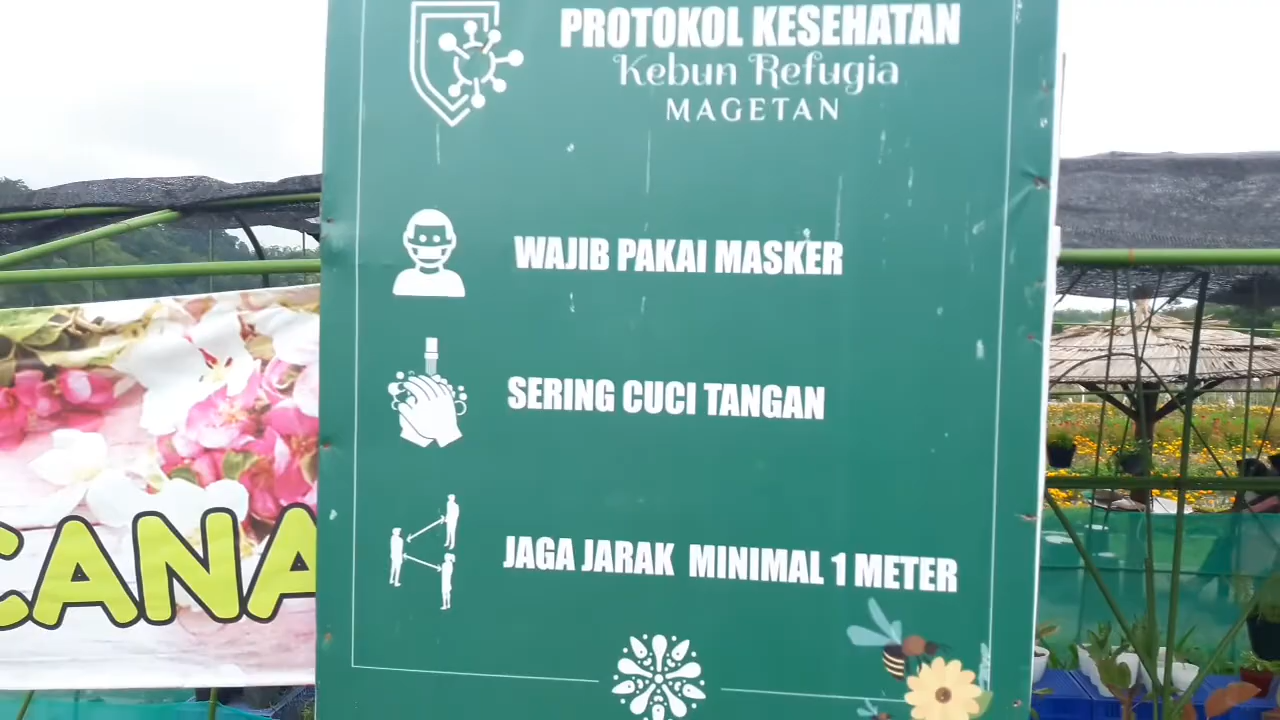 PROTOKOL KESEHATAN
Kebun Refugia
MAGETAN
WAJIB PAKAI MASKER
SERING CUCI TANGAN
JAGA JARAK MINIMAL 1 METER
CANA